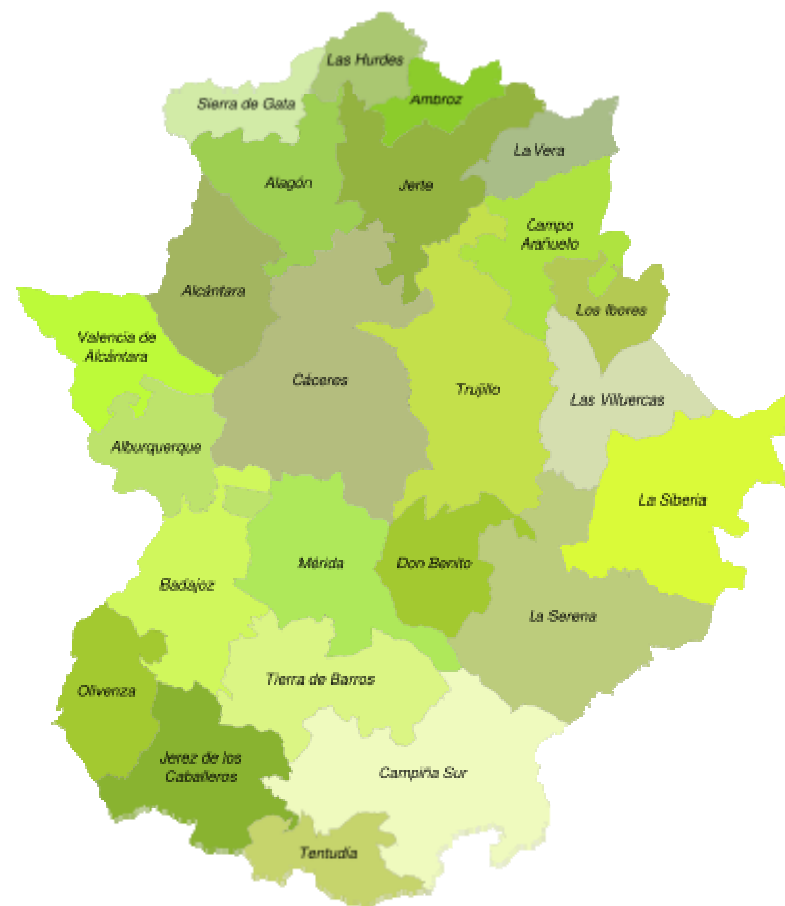 Las Hurdes
Ambroz
Sierra de Gata
La Vera
Alagón
Jerte
Campo
Arañuelo
Alcántara
Los Ibores
Valencia de
Alcántara
Cáceres
Trujillo
Las Villuercas
Alburquerque
La Siberia
Badajoz
Mérida
Don Benito
La Serena
Olivenza
Tierra de Barros
Jerez de los
Caballeros
Campiña Sur
Tentudía